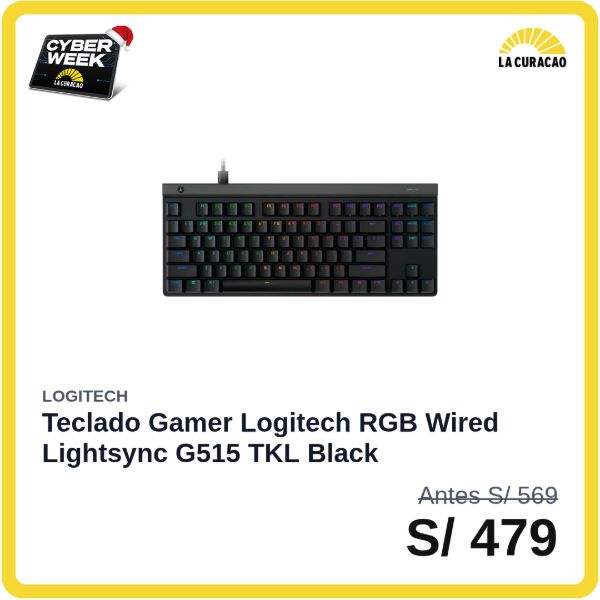 CYBER
WEEK
LA CURACAO
LA CURACAO
LOGITECH
Teclado Gamer Logitech RGB Wired
Lightsync G515 TKL Black
Antes S/ 569
S/ 479